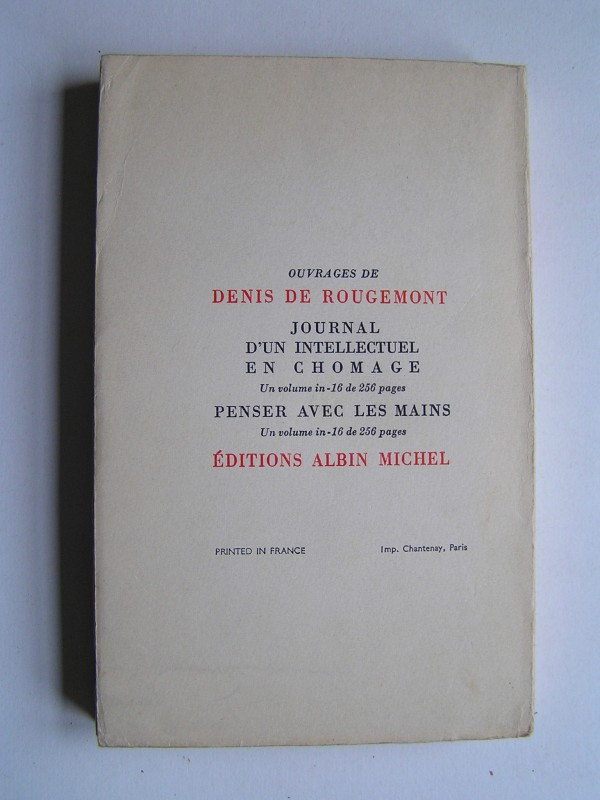 OUVRAGES DE
DENIS DE ROUGEMONT
JOURNAL
D'UN INTELLECTUEL
EN CHOMAGE
Un volume in-16 de 256 pages
PENSER AVEC LES MAINS
Un volume in-16 de 256 pages
ÉDITIONS ALBIN MICHEL
PRINTED IN FRANCE Imp. Chantenay, Paris